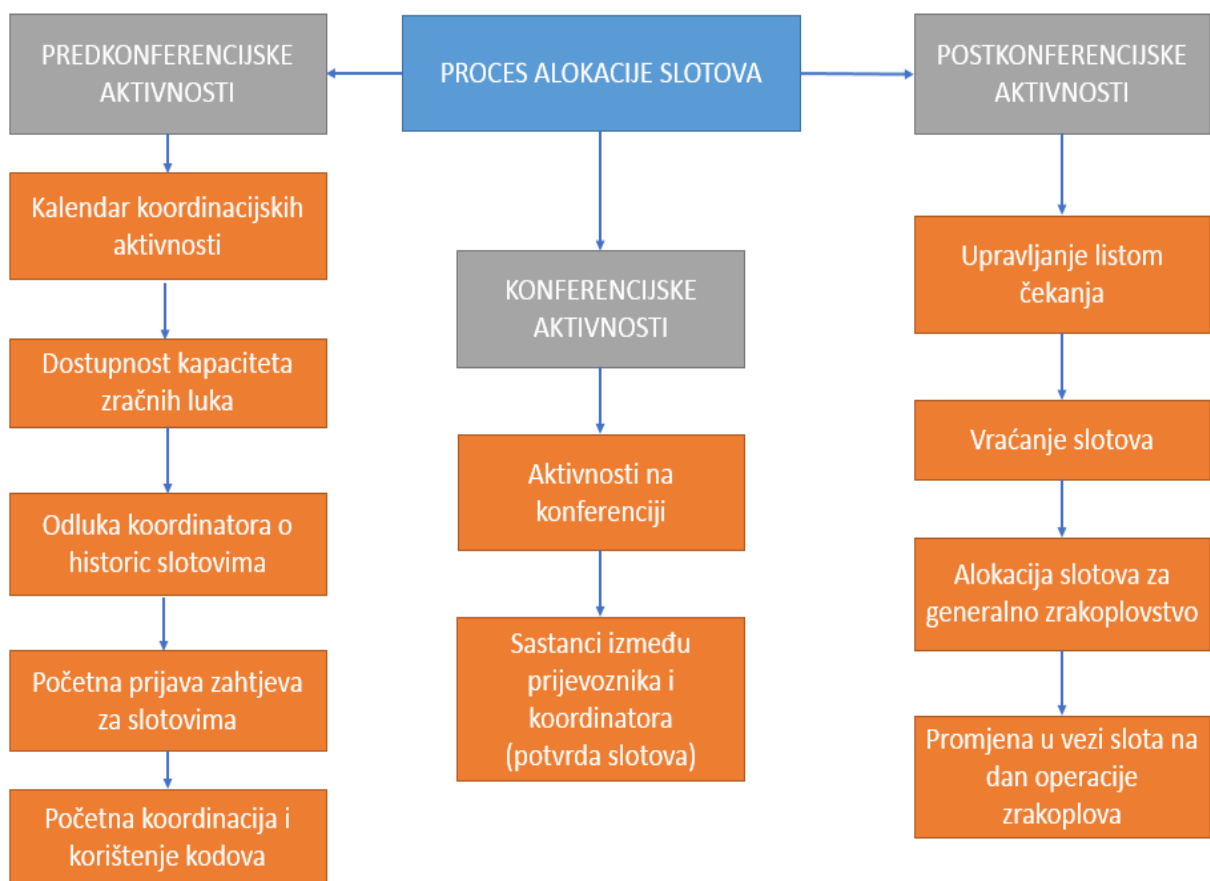 PREDKONFERENCIJSKE
AKTIVNOSTI
PROCES ALOKACIJE SLOTOVA
POSTKONFERENCIJSKE
AKTIVNOSTI
Kalendar koordinacijskih
aktivnosti
Dostupnost kapaciteta
zračnih luka
Odluka koordinatora o
historic slotovima
Početna prijava zahtjeva
za slotovima
Početna koordinacija i
korištenje kodova
KONFERENCIJSKE
AKTIVNOSTI
Aktivnosti na
konferenciji
Sastanci između
prijevoznika i
koordinatora
(potvrda slotova)
Upravljanje listom
čekanja
Vraćanje slotova
Alokacija slotova za
generalno zrakoplovstvo
Promjena u vezi slota na
dan operacije
zrakoplova